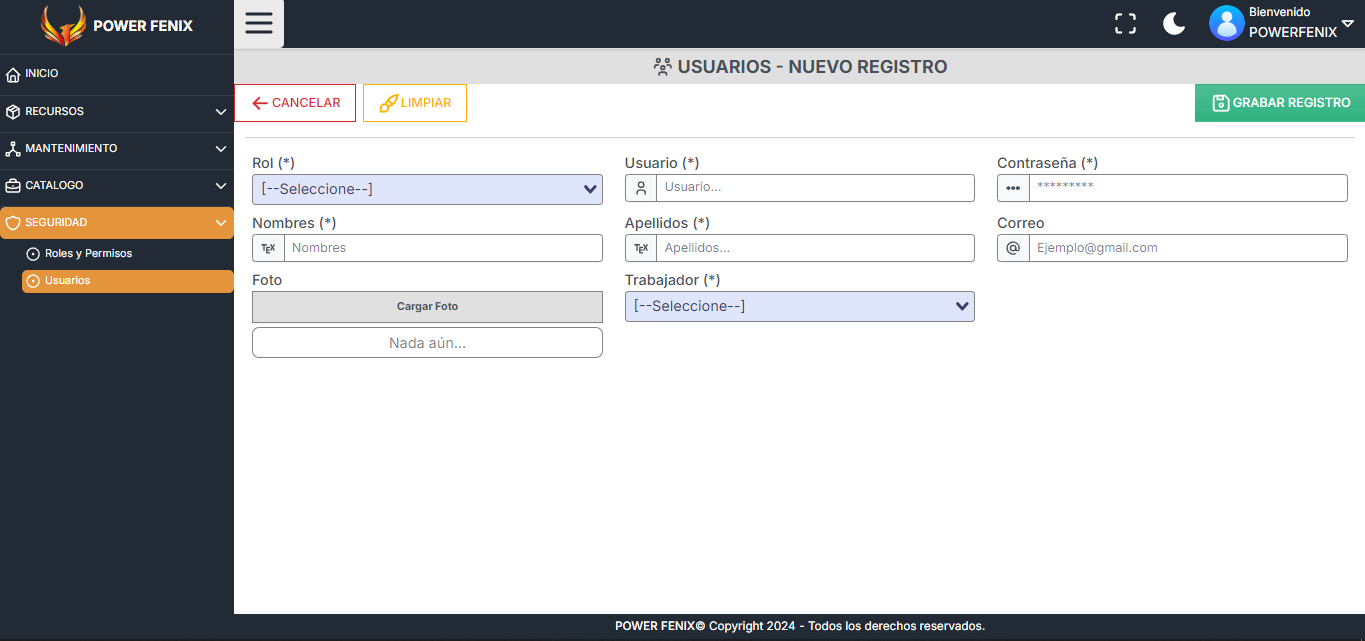 POWER FENIX
Bienvenido
POWERFENIX
INICIO
RECURSOS
MANTENIMIENTO
CATALOGO
SEGURIDAD
Roles y Permisos
Usuarios
USUARIOS - NUEVO REGISTRO
CANCELAR
LIMPIAR
GRABAR REGISTRO
Rol (*)
[--Seleccione--]
Usuario (*)
Usuario...
Contraseña (*)
*********
Nombres (*)
TEX Nombres
Apellidos (*)
TEX Apellidos...
Correo
@ Ejemplo@gmail.com
Foto
Cargar Foto
Nada aún...
Trabajador (*)
[--Seleccione--]
POWER FENIX© Copyright 2024 - Todos los derechos reservados.